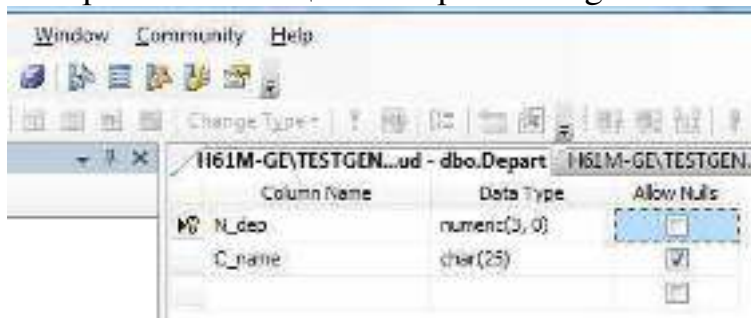 Window Community Help
Change Type
H61M-GE\TESTGEN...ud - dbo.Depart H61M-GE\TESTGEN.
Column Name Data Type Allow Nulls
N_dep numeric(3, 0)
C_name char(25)